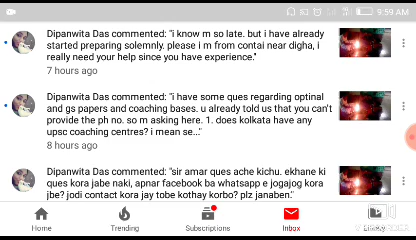 9:59 AM
Dipanwita Das commented: "i know m so late. but i have already
started preparing solemnly. please i m from contai near digha, i
really need your help since you have experience."
7 hours ago
Dipanwita Das commented: "i have some ques regarding optinal
and gs papers and coaching bases. u already told us that you can't
provide the ph no. so m asking here. 1. does kolkata have any
upsc coaching centres? i mean se..."
8 hours ago
Dipanwita Das commented: "sir amar ques ache kichu. ekhane ki
ques kora jabe naki, apnar facebook ba whatsapp e jogajog kora
jbe? jodi contact kora jay tobe kothay korbo? plz janaben."
Home
Trending
Subscriptions
Inbox